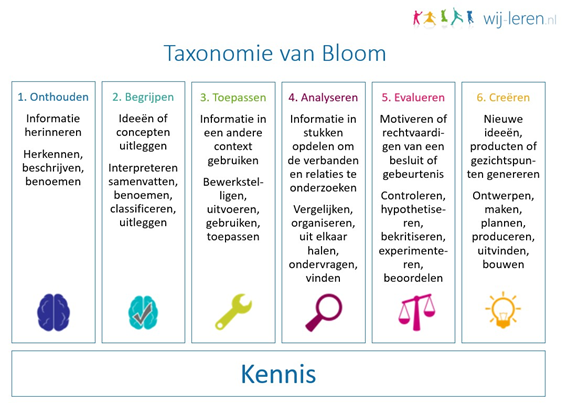 wij-leren.nl
Taxonomie van Bloom
1. Onthouden
Informatie
herinneren
Herkennen,
beschrijven,
benoemen
2. Begrijpen
Ideeën of
concepten
uitleggen
Interpreteren
samenvatten,
benoemen,
classificeren,
uitleggen
3. Toepassen
Informatie in
een andere
context
gebruiken
Bewerkstel-
ligen,
uitvoeren,
gebruiken,
toepassen
4. Analyseren
Informatie in
stukken
opdelen om
de verbanden
en relaties te
onderzoeken
Vergelijken,
organiseren,
uit elkaar
halen,
ondervragen,
vinden
5. Evalueren
Motiveren of
rechtvaardi-
gen van een
besluit of
gebeurtenis
Controleren,
hypothetise-
ren,
bekritiseren,
experimente-
ren,
beoordelen
6. Creëren
Nieuwe
ideeën,
producten of
gezichtspun-
ten genereren
Ontwerpen,
maken,
plannen,
produceren,
uitvinden,
bouwen
Kennis